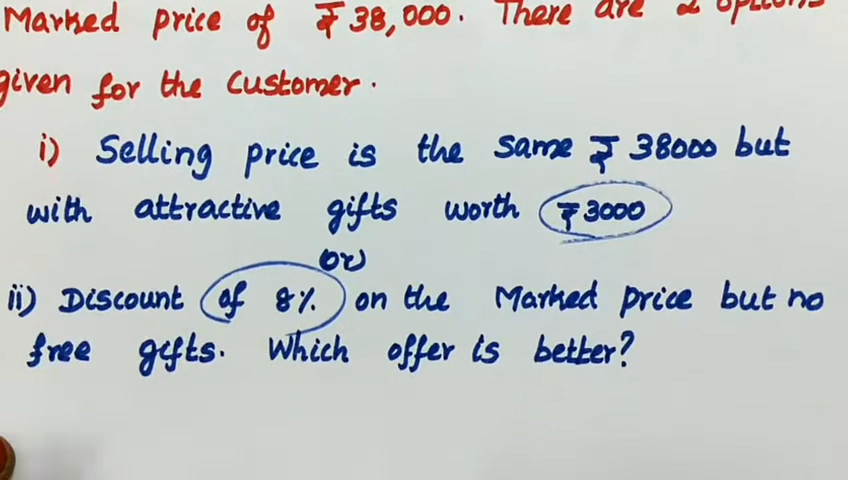 Marked price of ₹ 38,000. There are 2 options
given for the customer.
i) Selling price is the same ₹ 38000 but
with attractive gifts worth ₹ 3000
(or)
ii) Discount of 8% on the Marked price but no
free gifts. Which offer is better?